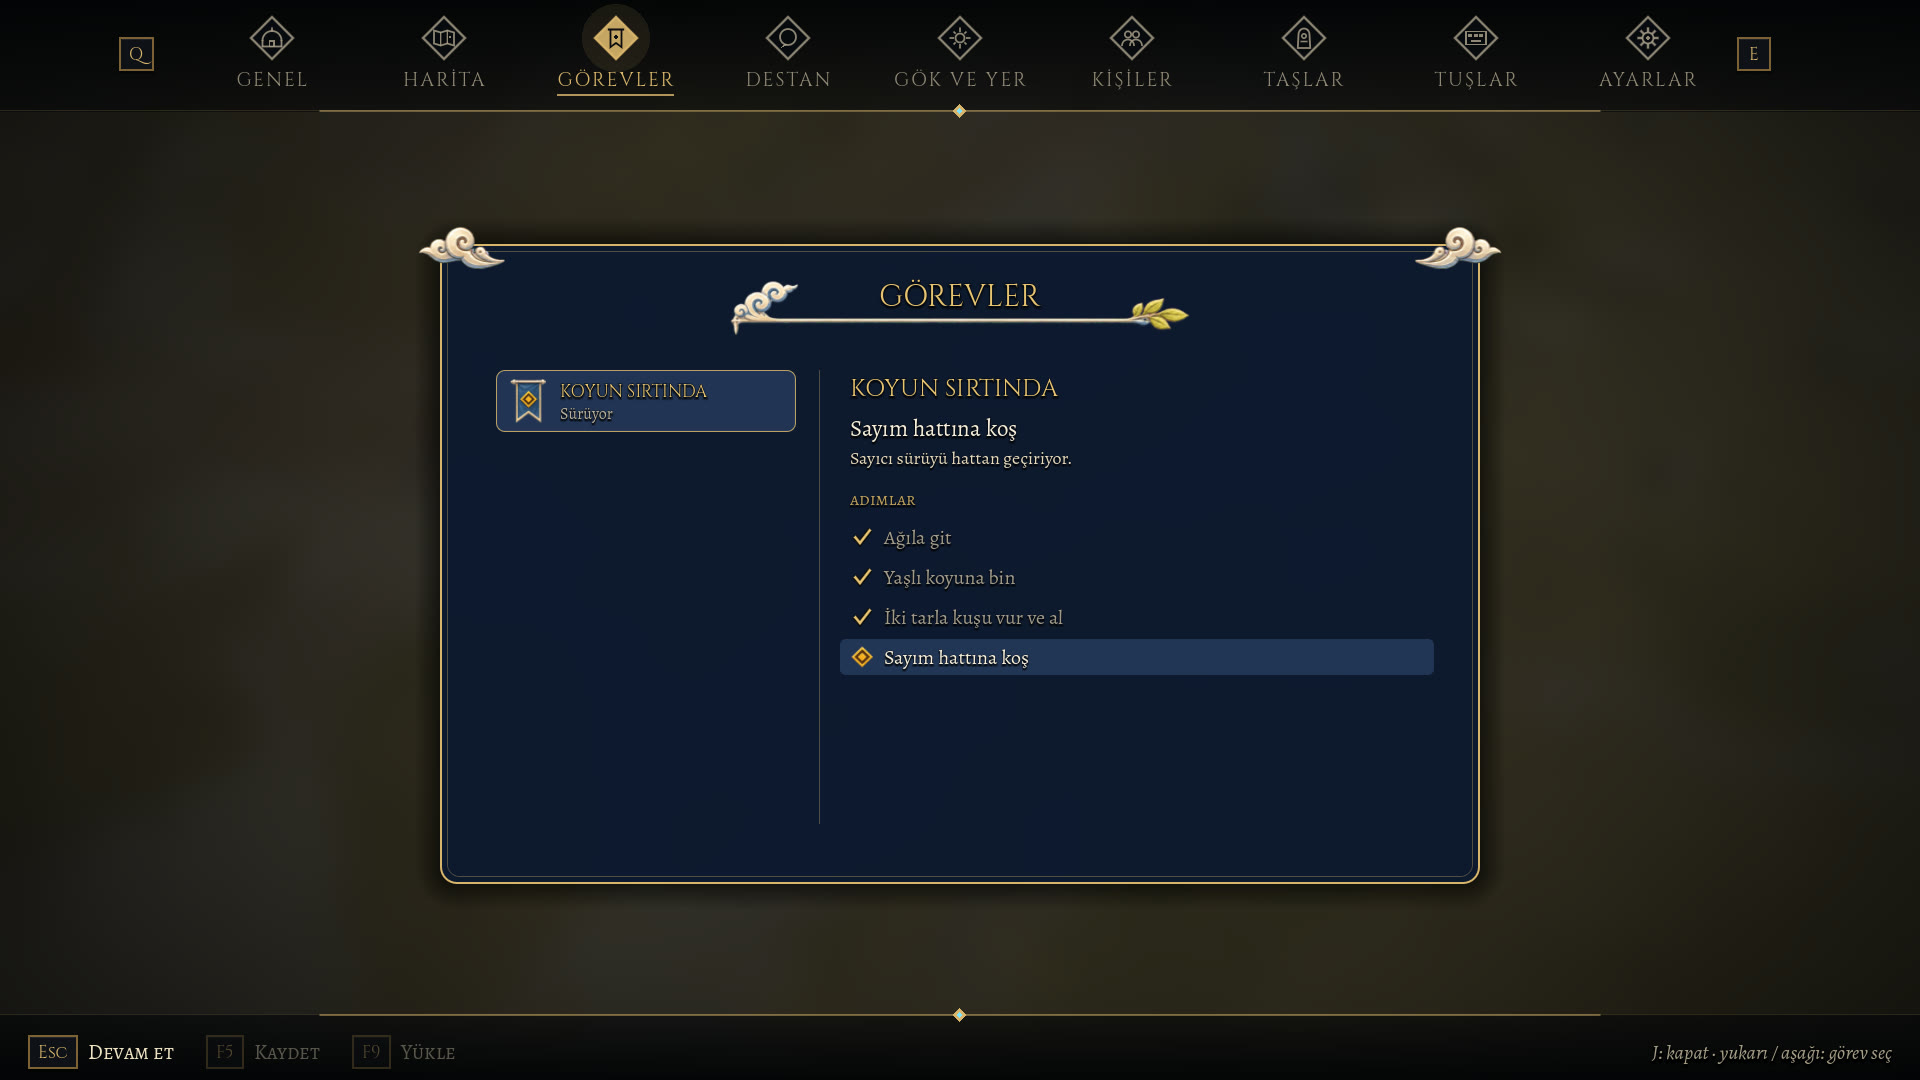 Q
GENEL
HARİTA
GÖREVLER
DESTAN
GÖK VE YER
KİŞİLER
TAŞLAR
TUŞLAR
AYARLAR
E
GÖREVLER
KOYUN SIRTINDA
Sürüyor
KOYUN SIRTINDA
Sayım hattına koş
Sayıcı sürüyü hattan geçiriyor.
ADIMLAR
Ağıla git
Yaşlı koyuna bin
İki tarla kuşu vur ve al
Sayım hattına koş
Esc Devam et F5 Kaydet F9 Yükle
J: kapat · yukarı / aşağı: görev seç